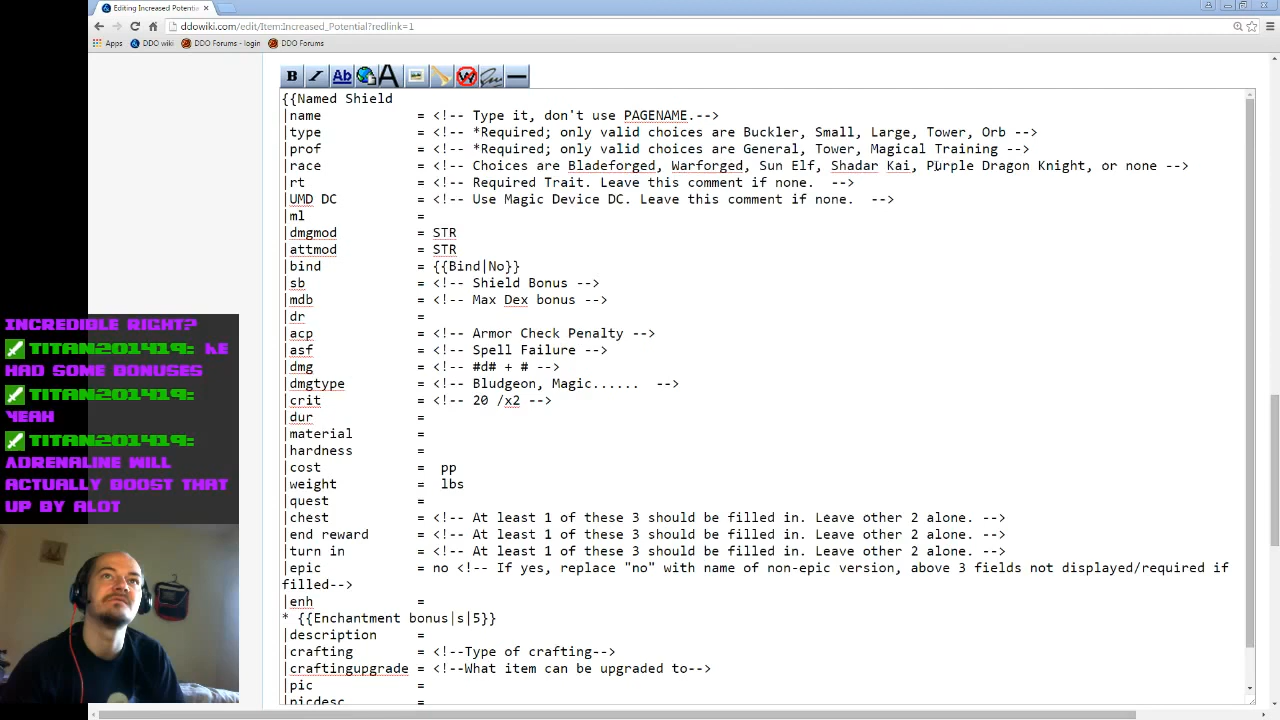 Editing Increased Potentia
ddowiki.com/edit/Item:Increased_Potential?redlink=1
Apps DDO wiki DDO Forums - login DDO Forums
B I Ab A W
{{Named Shield
|name = <!-- Type it, don't use PAGENAME.-->
|type = <!-- *Required; only valid choices are Buckler, Small, Large, Tower, Orb -->
|prof = <!-- *Required; only valid choices are General, Tower, Magical Training -->
|race = <!-- Choices are Bladeforged, Warforged, Sun Elf, Shadar Kai, Purple Dragon Knight, or none -->
|rt = <!-- Required Trait. Leave this comment if none. -->
|UMD DC = <!-- Use Magic Device DC. Leave this comment if none. -->
|ml =
|dmgmod = STR
|attmod = STR
|bind = {{Bind|No}}
|sb = <!-- Shield Bonus -->
|mdb = <!-- Max Dex bonus -->
|dr =
|acp = <!-- Armor Check Penalty -->
|asf = <!-- Spell Failure -->
|dmg = <!-- #d# + # -->
|dmgtype = <!-- Bludgeon, Magic...... -->
|crit = <!-- 20 /x2 -->
|dur =
|material =
|hardness =
|cost = pp
|weight = lbs
|quest =
|chest = <!-- At least 1 of these 3 should be filled in. Leave other 2 alone. -->
|end reward = <!-- At least 1 of these 3 should be filled in. Leave other 2 alone. -->
|turn in = <!-- At least 1 of these 3 should be filled in. Leave other 2 alone. -->
|epic = no <!-- If yes, replace "no" with name of non-epic version, above 3 fields not displayed/required if
filled-->
|enh =
* {{Enchantment bonus|s|5}}
|description =
|crafting = <!--Type of crafting-->
|craftingupgrade = <!--What item can be upgraded to-->
|pic =
|picdesc =
INCREDIBLE RIGHT?
TITAN201419: HE
HAD SOME BONUSES
TITAN201419:
YEAH
TITAN201419:
ADRENALINE WILL
ACTUALLY BOOST THAT
UP BY ALOT